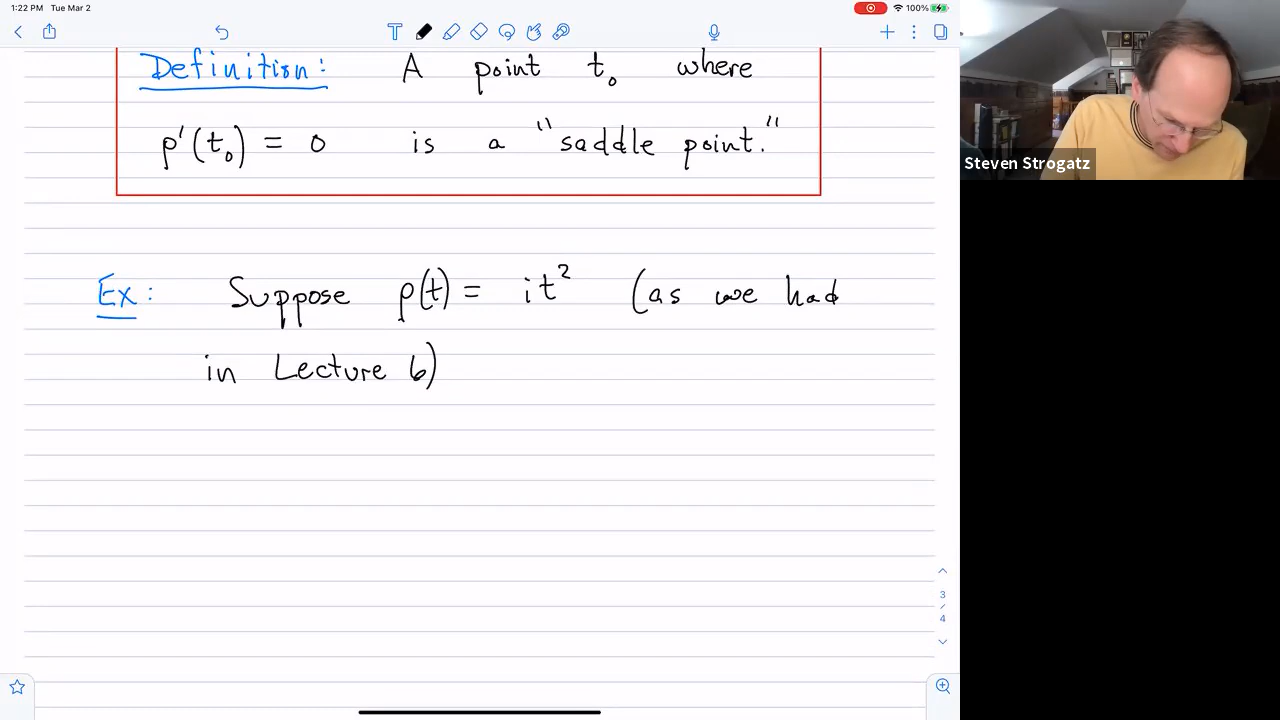 1:22 PM Tue Mar 2
100%
Definition: A point t₀ where
p'(t₀) = 0 is a "saddle point."
Steven Strogatz
Ex: Suppose p(t) = it² (as we had
in Lecture 6)
3
/
4